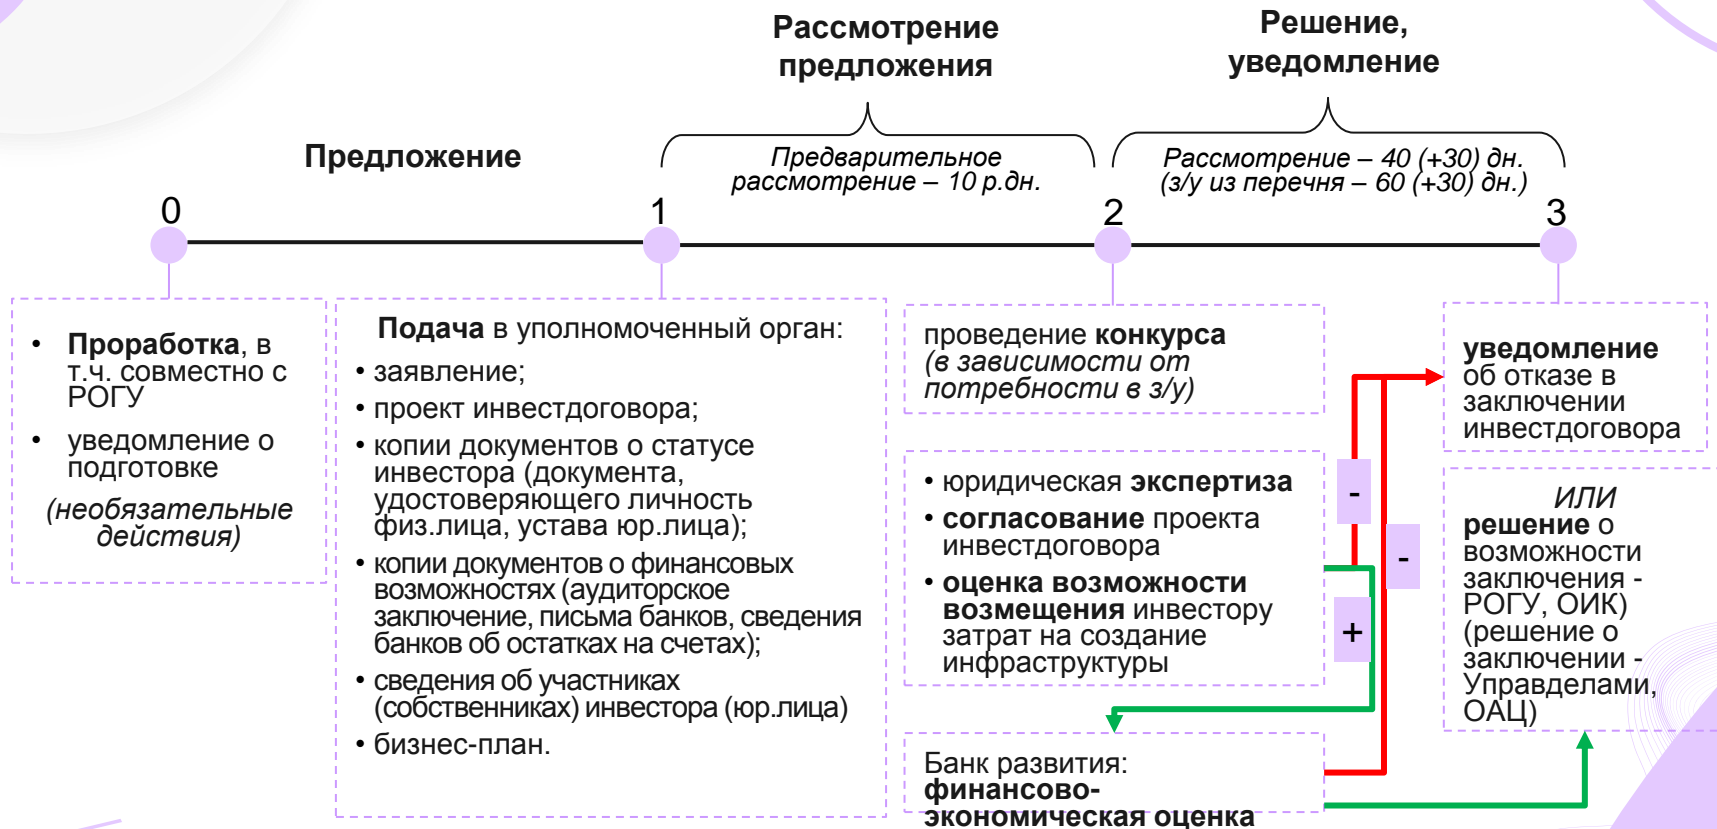 Рассмотрение
предложения
Решение,
уведомление
Предложение
Предварительное
рассмотрение – 10 р.дн.
Рассмотрение – 40 (+30) дн.
(з/у из перечня – 60 (+30) дн.)
0
1
2
3
• Проработка, в
т.ч. совместно с
РОГУ
• уведомление о
подготовке
(необязательные
действия)
Подача в уполномоченный орган:
• заявление;
• проект инвестдоговора;
• копии документов о статусе
инвестора (документа,
удостоверяющего личность
физ.лица, устава юр.лица);
• копии документов о финансовых
возможностях (аудиторское
заключение, письма банков, сведения
банков об остатках на счетах);
• сведения об участниках
(собственниках) инвестора (юр.лица)
• бизнес-план.
проведение конкурса
(в зависимости от
потребности в з/у)
• юридическая экспертиза
• согласование проекта
инвестдоговора
• оценка возможности
возмещения инвестору
затрат на создание
инфраструктуры
Банк развития:
финансово-
экономическая оценка
-
-
+
уведомление
об отказе в
заключении
инвестдоговора
ИЛИ
решение о
возможности
заключения -
РОГУ, ОИК)
(решение о
заключении -
Управделами,
ОАЦ)